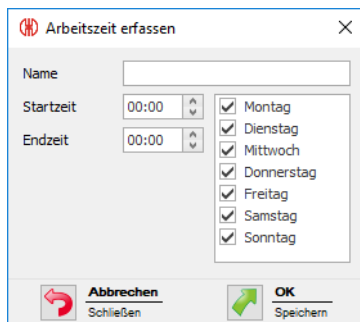 Arbeitszeit erfassen
Name
Startzeit 00:00
Endzeit 00:00
Montag
Dienstag
Mittwoch
Donnerstag
Freitag
Samstag
Sonntag
Abbrechen
Schließen
OK
Speichern